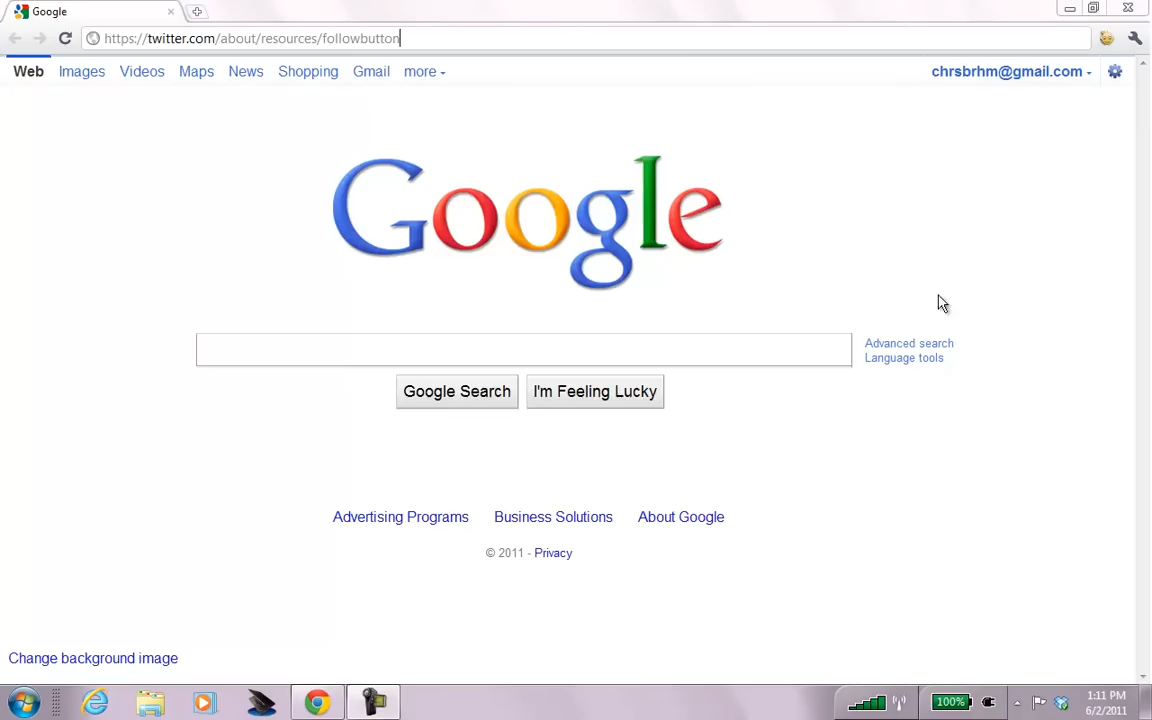 Google
https://twitter.com/about/resources/followbutton
Web Images Videos Maps News Shopping Gmail more
chrsbrhm@gmail.com
Google
Advanced search
Language tools
Google Search I'm Feeling Lucky
Advertising Programs Business Solutions About Google
© 2011 - Privacy
Change background image
100%
1:11 PM
6/2/2011